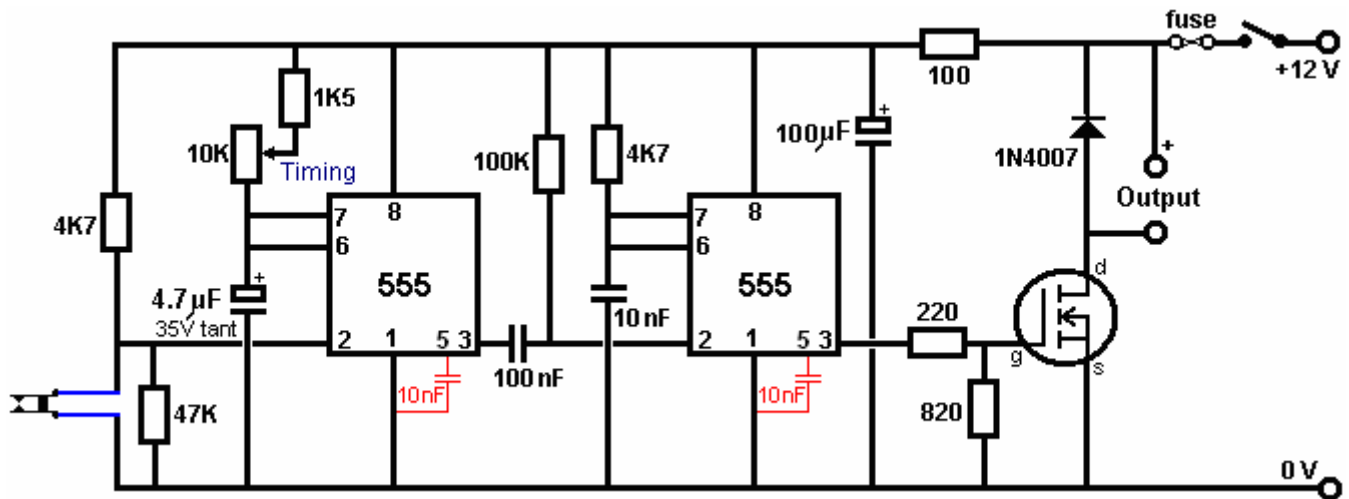 fuse
+12 V
100
1K5
10K
Timing
100K
4K7
100µF
+
1N4007
+
Output
4K7
7
8
6
555
7
8
6
555
d
+
4.7µF
35V tant
10 nF
220
2
1
5
3
2
1
5
3
g
s
100 nF
10nF
10nF
47K
820
0 V